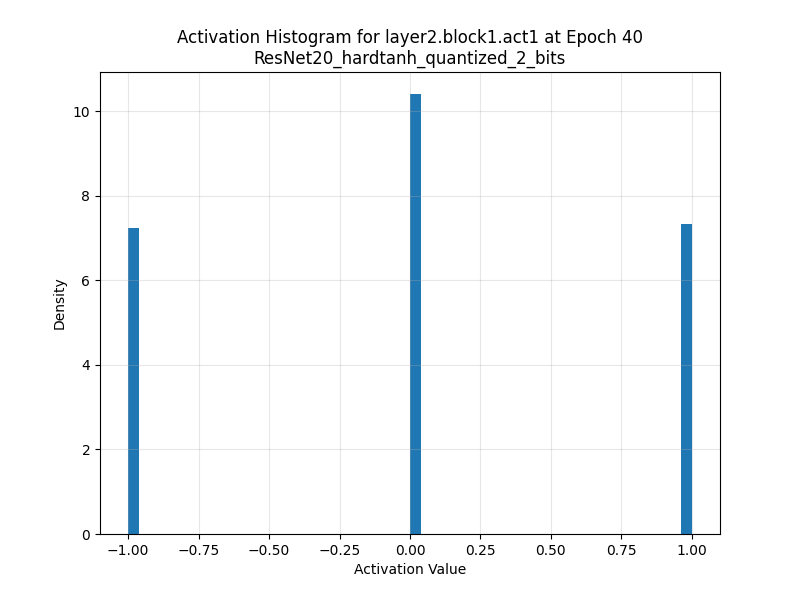 Activation Histogram for layer2.block1.act1 at Epoch 40
ResNet20_hardtanh_quantized_2_bits
10
8
6
4
2
0
Density
−1.00 −0.75 −0.50 −0.25 0.00 0.25 0.50 0.75 1.00
Activation Value